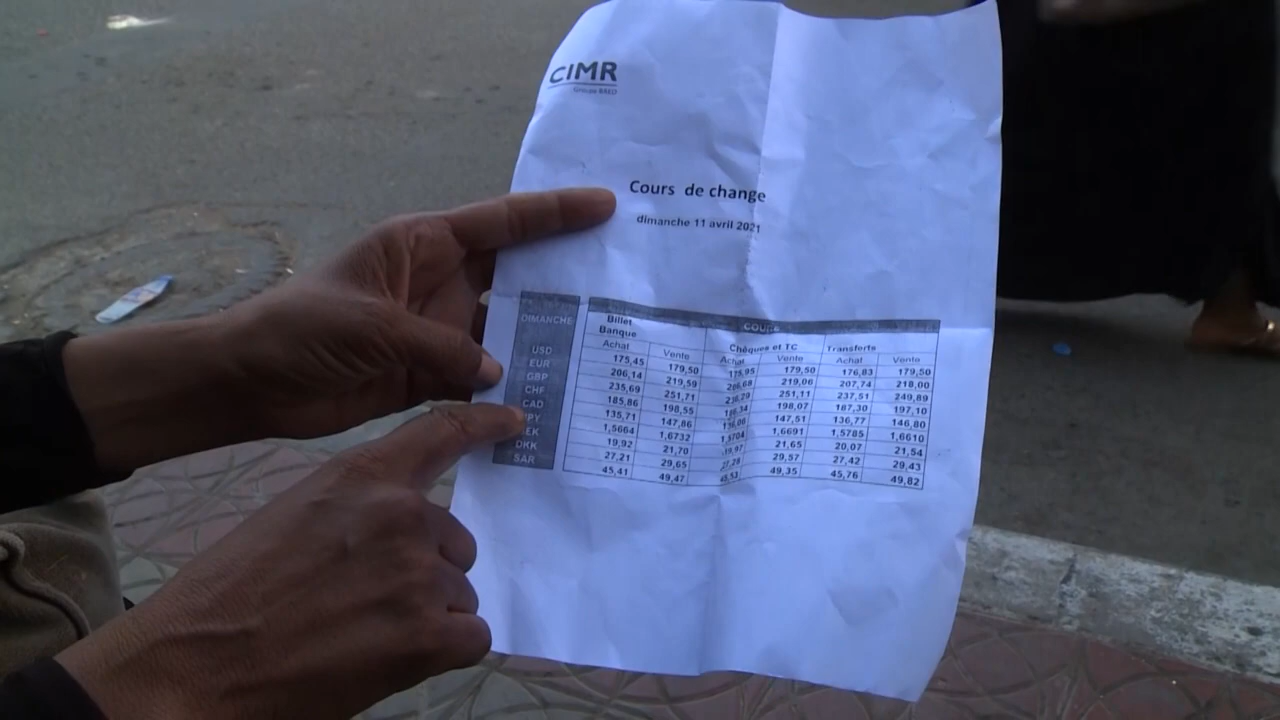 CIMR
Groupe BRED
Cours de change
dimanche 11 avril 2021
DIMANCHE Billet Banque COURS
Chèques et TC Transferts
Achat Vente Achat Vente Achat Vente
USD 175,45 179,50 175,95 179,50 176,83 179,50
EUR 206,14 219,59 206,68 219,06 207,74 218,00
GBP 235,69 251,71 251,11 237,51 249,89
CHF 185,86 198,55 186,34 198,07 187,30 197,10
CAD 135,71 147,86 136,08 147,51 136,77 146,80
PY 1,5664 1,6732 1,5704 1,6691 1,5785 1,6610
EK 19,92 21,70 19,97 21,65 20,07 21,54
DKK 27,21 29,65 27,28 29,57 27,42 29,43
SAR 45,41 49,47 45,53 49,35 45,76 49,82